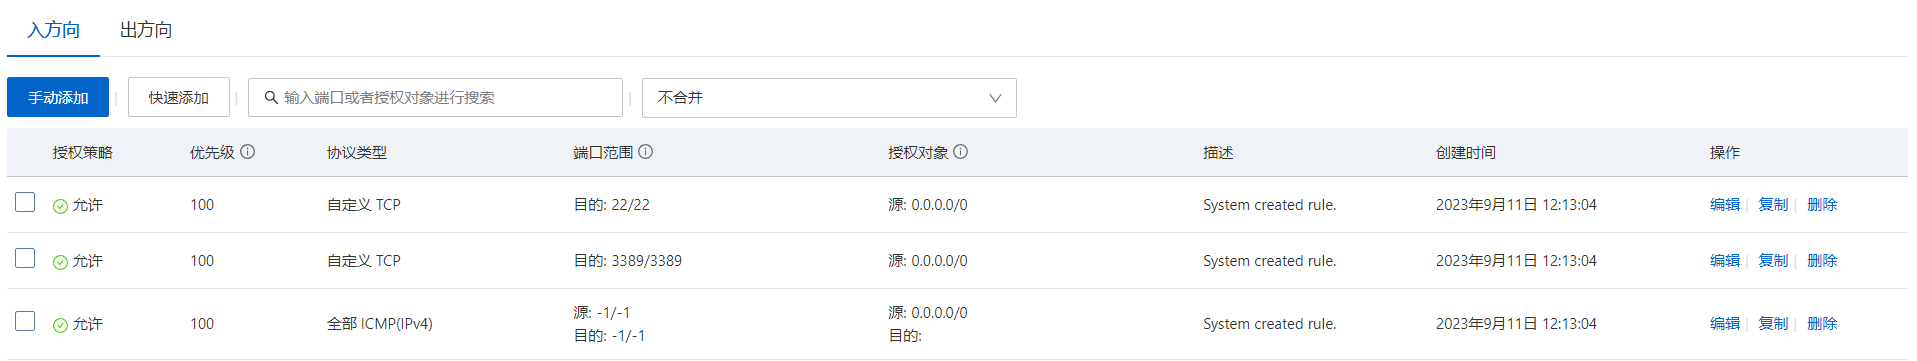 入方向 出方向
手动添加 快速添加 输入端口或者授权对象进行搜索 不合并
授权策略 优先级 协议类型 端口范围 授权对象 描述 创建时间 操作
允许 100 自定义 TCP 目的: 22/22 源: 0.0.0.0/0 System created rule. 2023年9月11日 12:13:04 编辑 复制 删除
允许 100 自定义 TCP 目的: 3389/3389 源: 0.0.0.0/0 System created rule. 2023年9月11日 12:13:04 编辑 复制 删除
源: -1/-1 源: 0.0.0.0/0
允许 100 全部 ICMP(IPv4) System created rule. 2023年9月11日 12:13:04 编辑 复制 删除
目的: -1/-1 目的: